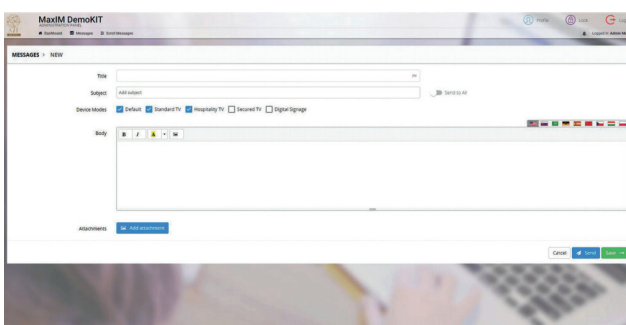 MaxIM DemoKIT
ADMINISTRATION PANEL
Profile
Dashboard Messages Send Messages
Logged in: Admin
MESSAGES > NEW
Title
Subject Add subject Send to All
Device Modes Default Standard TV Hospitality TV Secured TV Digital Signage
Body B I A
Attachments Add attachment
Cancel Send Save